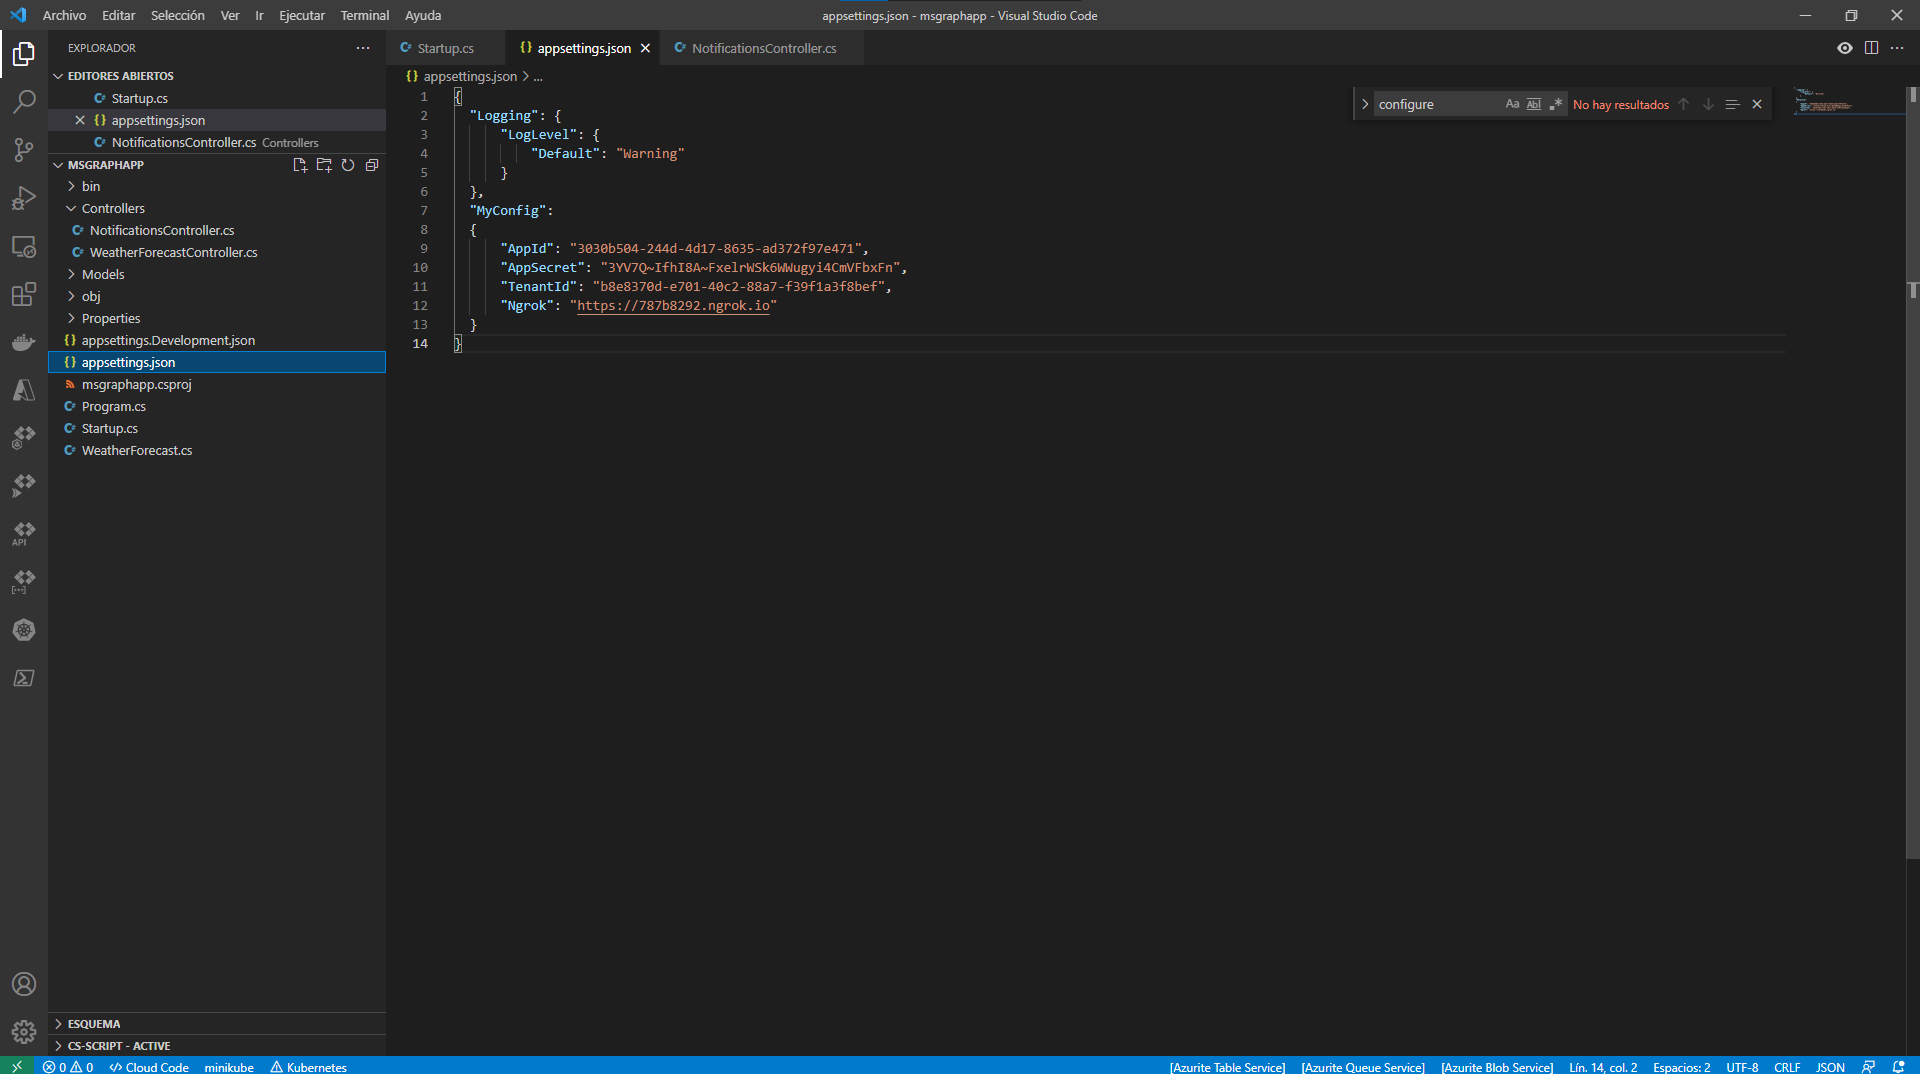 Archivo Editar Selección Ver Ir Ejecutar Terminal Ayuda
appsettings.json - msgraphapp - Visual Studio Code
EXPLORADOR
EDITORES ABIERTOS
Startup.cs
appsettings.json
NotificationsController.cs Controllers
MSGRAPHAPP
bin
Controllers
NotificationsController.cs
WeatherForecastController.cs
Models
obj
Properties
appsettings.Development.json
appsettings.json
msgraphapp.csproj
Program.cs
Startup.cs
WeatherForecast.cs
ESQUEMA
CS-SCRIPT - ACTIVE
API
Startup.cs
appsettings.json
NotificationsController.cs
appsettings.json > ...
configure
Aa Abl
No hay resultados
1 {
2 "Logging": {
3 "LogLevel": {
4 "Default": "Warning"
5 }
6 },
7 "MyConfig":
8 {
9 "AppId": "3030b504-244d-4d17-8635-ad372f97e471",
10 "AppSecret": "3YV7Q~IfhI8A~FxelrWSk6WWugyi4CmVFbxFn",
11 "TenantId": "b8e8370d-e701-40c2-88a7-f39f1a3f8bef",
12 "Ngrok": "https://787b8292.ngrok.io"
13 }
14 }
0 0 Cloud Code minikube Kubernetes
[Azurite Table Service] [Azurite Queue Service] [Azurite Blob Service] Lín. 14, col. 2 Espacios: 2 UTF-8 CRLF JSON